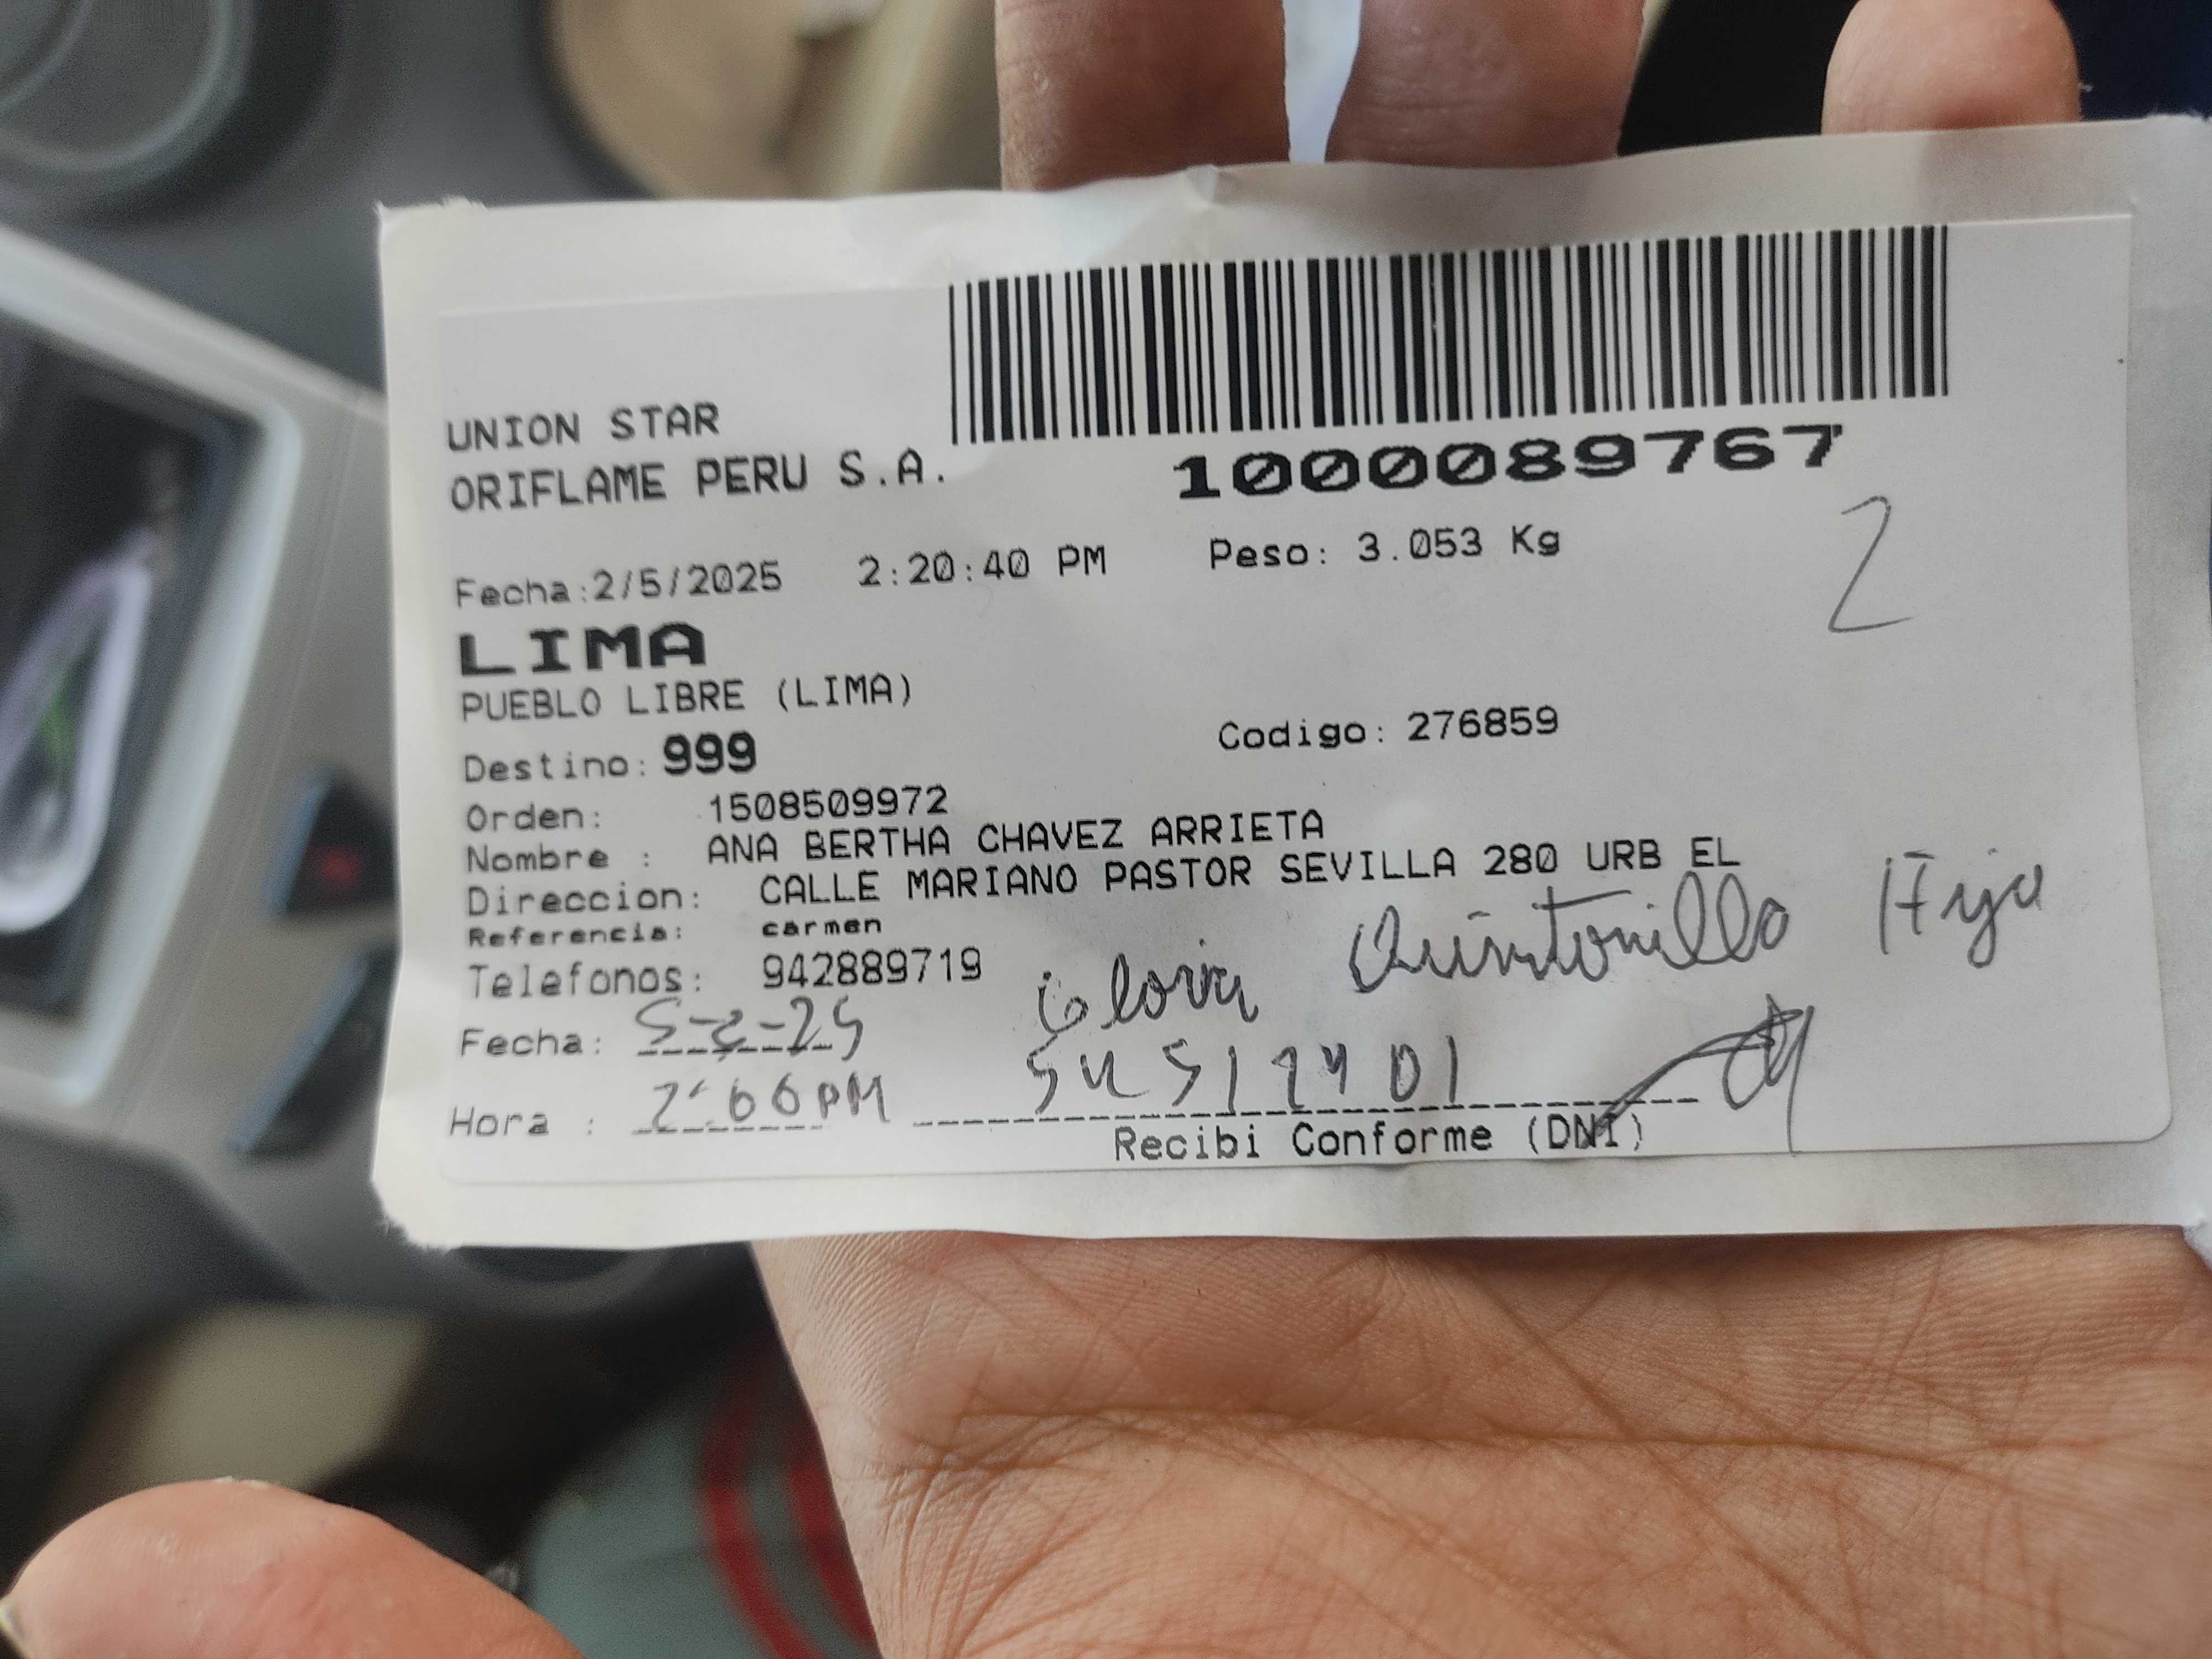 UNION STAR
ORIFLAME PERU S.A.
1000089767
2
Fecha:2/5/2025 2:20:40 PM Peso: 3.053 Kg
LIMA
PUEBLO LIBRE (LIMA)
Destino: 999 Codigo: 276859
Orden: 1508509972
Nombre : ANA BERTHA CHAVEZ ARRIETA
Direccion: CALLE MARIANO PASTOR SEVILLA 280 URB EL
Referencia: carmen
Telefonos: 942889719
Gloria Quintanilla Hija
Fecha: 5-2-25
Hora : PM
Recibi Conforme (DNI)